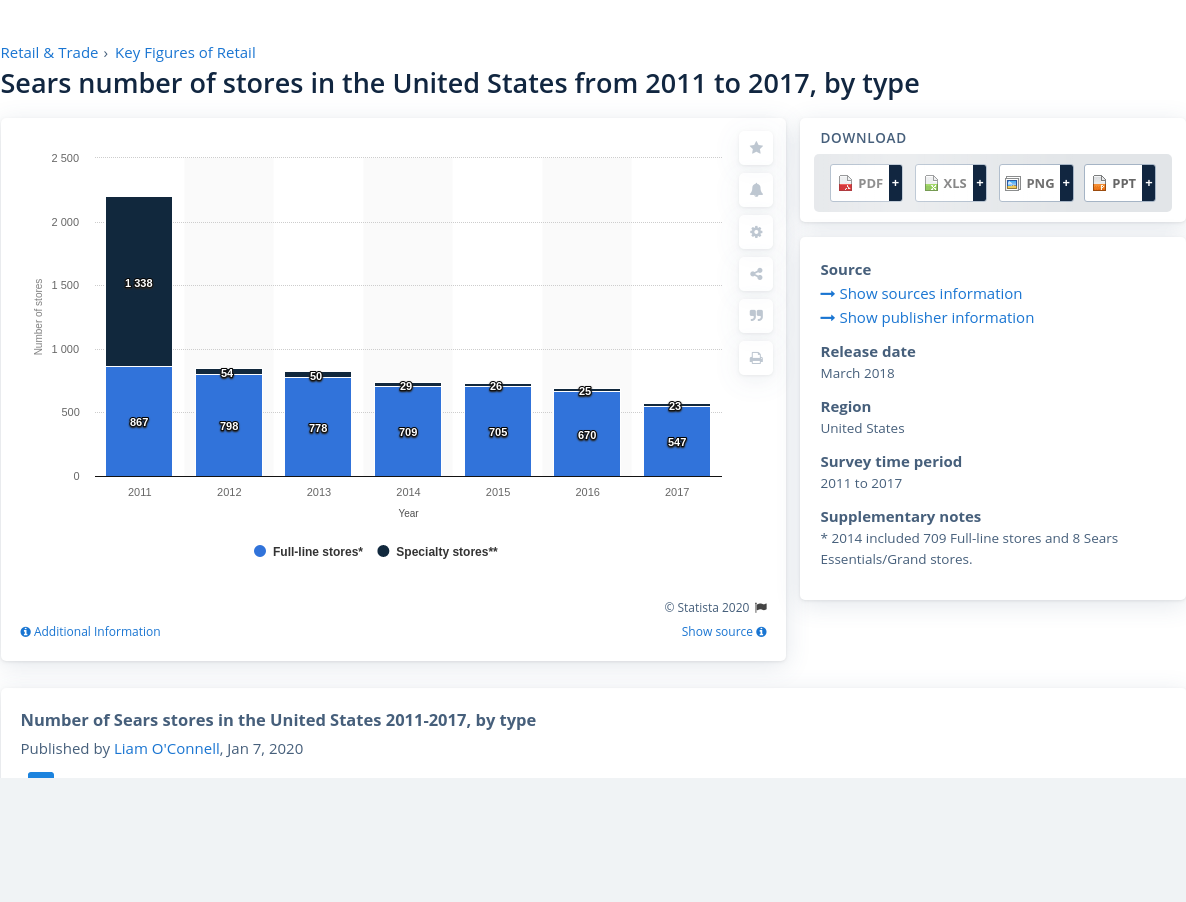 Retail & Trade › Key Figures of Retail
Sears number of stores in the United States from 2011 to 2017, by type
2 500
2 000
1 500
1 000
500
0
Number of stores
1 338
867
54
798
50
778
29
709
26
705
25
670
23
547
2011 2012 2013 2014 2015 2016 2017
Year
Full-line stores* Specialty stores**
© Statista 2020
Additional Information Show source
DOWNLOAD
PDF + XLS + PNG + PPT +
Source
Show sources information
Show publisher information
Release date
March 2018
Region
United States
Survey time period
2011 to 2017
Supplementary notes
* 2014 included 709 Full-line stores and 8 Sears
Essentials/Grand stores.
Number of Sears stores in the United States 2011-2017, by type
Published by Liam O'Connell, Jan 7, 2020